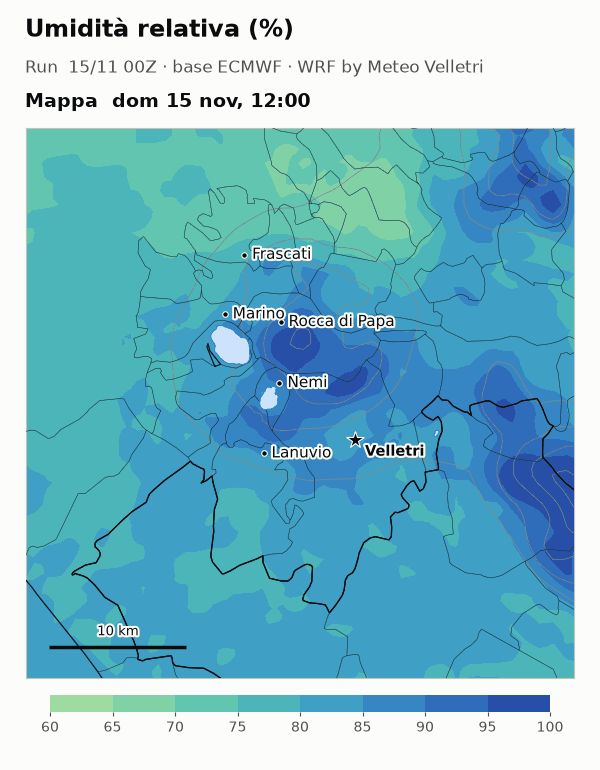 Umidità relativa (%)
Run  15/11 00Z · base ECMWF · WRF by Meteo Velletri
Mappa  dom 15 nov, 12:00
Frascati
Marino
Rocca di Papa
Nemi
Velletri
Lanuvio
10 km
60 65 70 75 80 85 90 95 100